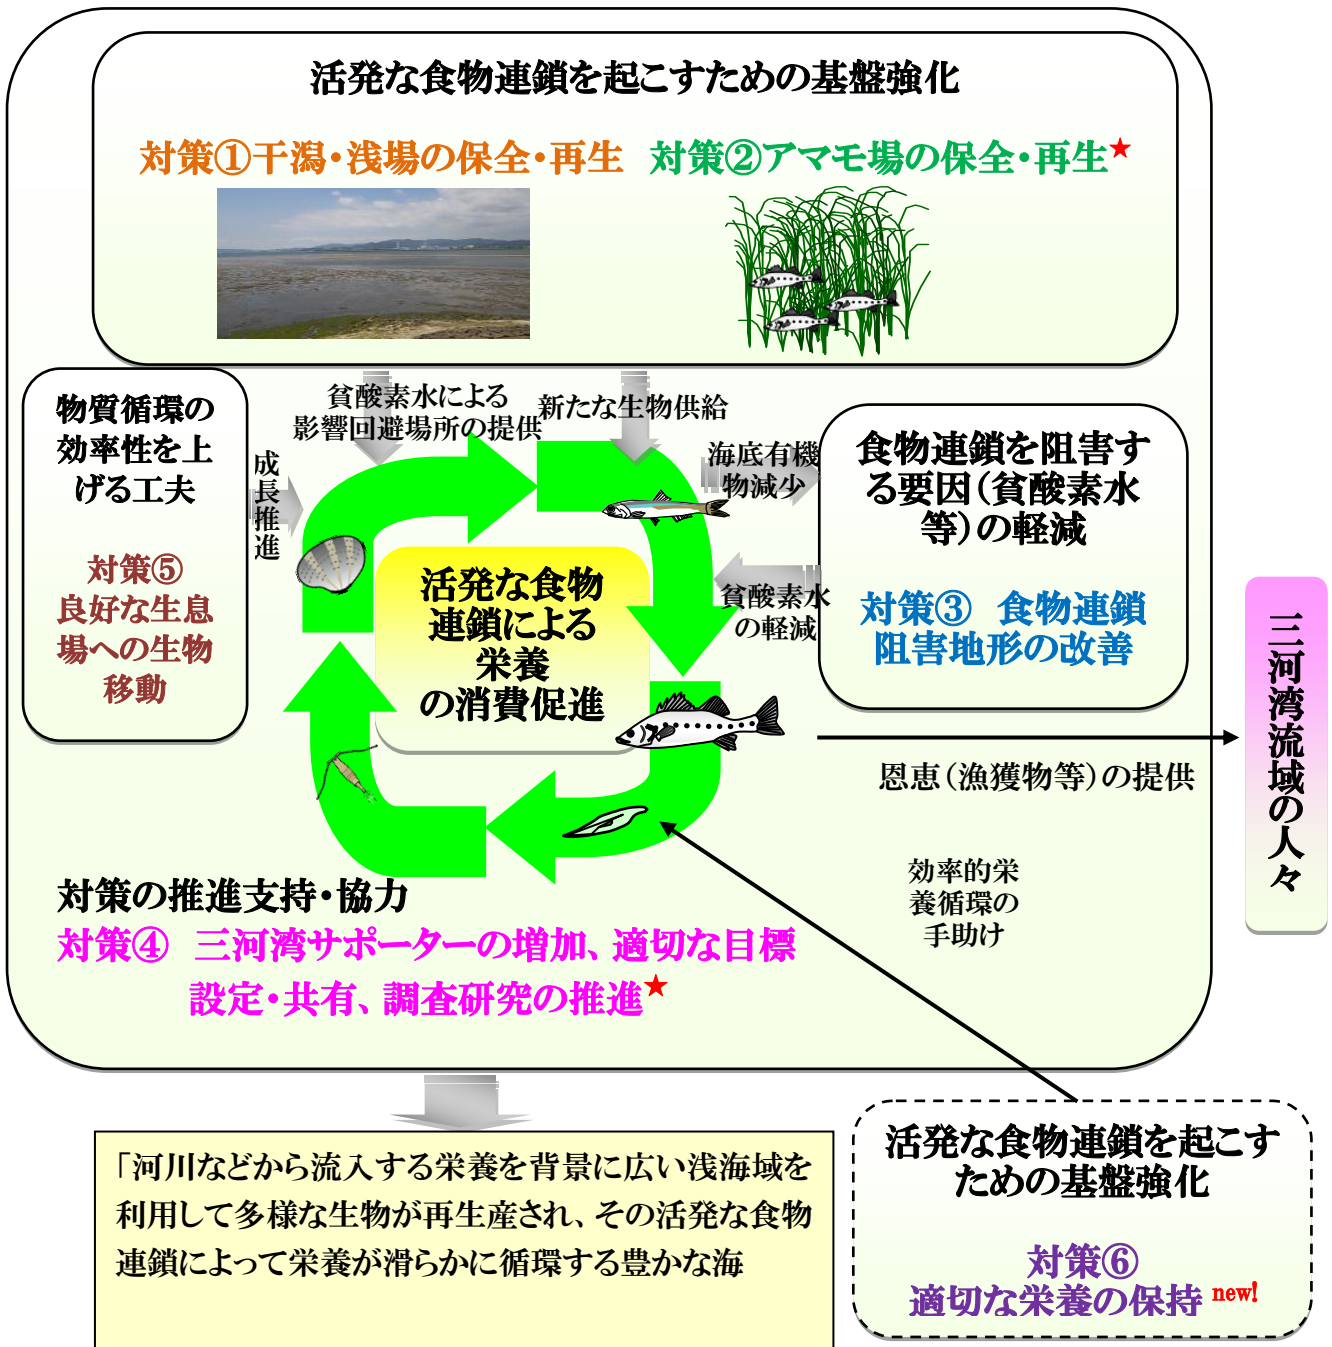 活発な食物連鎖を起こすための基盤強化
対策①干潟・浅場の保全・再生
対策②アマモ場の保全・再生★
物質循環の
効率性を上
げる工夫
対策⑤
良好な生息
場への生物
移動
成長推進
貧酸素水による
影響回避場所の提供
新たな生物供給
海底有機
物減少
貧酸素水
の軽減
食物連鎖を阻害す
る要因（貧酸素水
等）の軽減
対策③　食物連鎖
阻害地形の改善
活発な食物
連鎖による
栄養
の消費促進
恩恵（漁獲物等）の提供
三河湾流域の人々
効率的栄
養循環の
手助け
対策の推進支持・協力
対策④　三河湾サポーターの増加、適切な目標
設定・共有、調査研究の推進★
「河川などから流入する栄養を背景に広い浅海域を
利用して多様な生物が再生産され、その活発な食物
連鎖によって栄養が滑らかに循環する豊かな海
活発な食物連鎖を起こす
ための基盤強化
対策⑥
適切な栄養の保持 new!